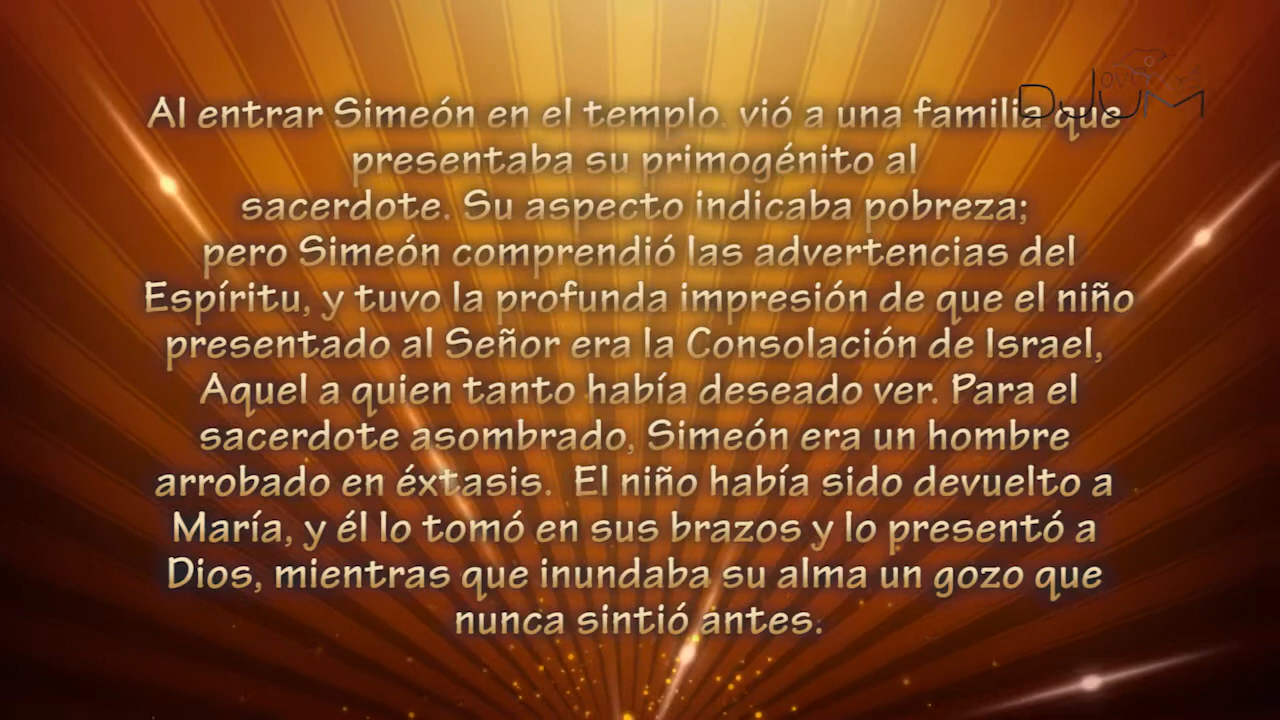 Al entrar Simeón en el templo, vió a una familia que
presentaba su primogénito al
sacerdote. Su aspecto indicaba pobreza;
pero Simeón comprendió las advertencias del
Espíritu, y tuvo la profunda impresión de que el niño
presentado al Señor era la Consolación de Israel,
Aquel a quien tanto había deseado ver. Para el
sacerdote asombrado, Simeón era un hombre
arrobado en éxtasis. El niño había sido devuelto a
María, y él lo tomó en sus brazos y lo presentó a
Dios, mientras que inundaba su alma un gozo que
nunca sintió antes.